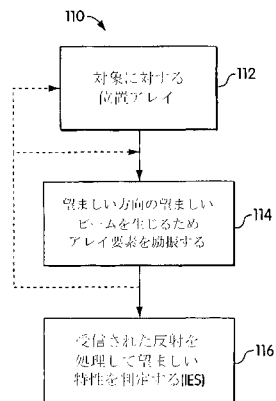 110
対象に対する
位置アレイ
112
望ましい方向の望ましい
ビームを生じるため
アレイ要素を励振する
114
受信された反射を
処理して望ましい
特性を判定する(IES)
116